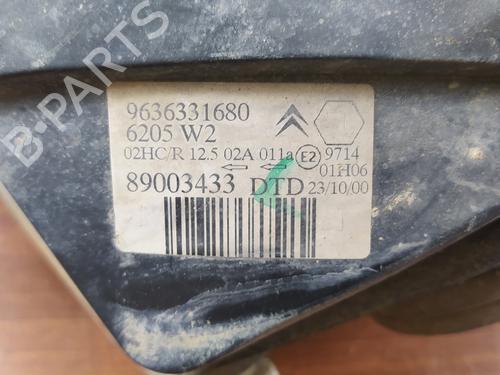 B-Parts
9636331680
6205 W2
02HC/R 12.5 02A 011a E2 9714
01H06
89003433 DTD 23/10/00